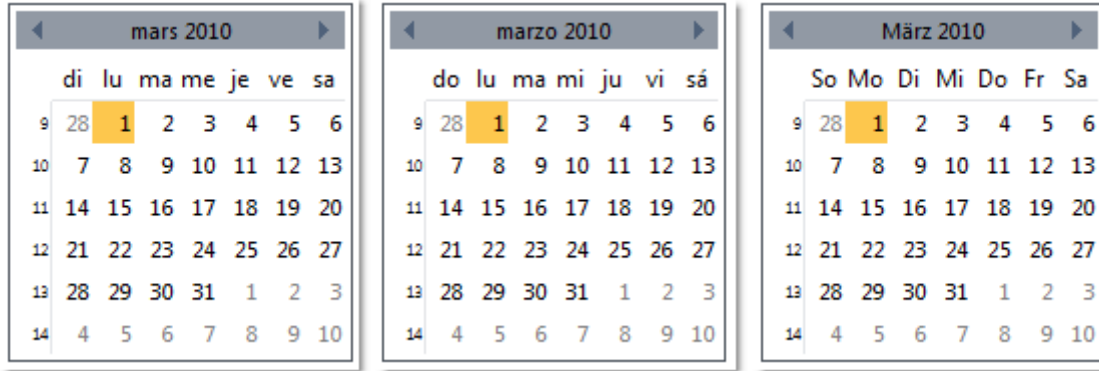 mars 2010
di lu ma me je ve sa
9 28 1 2 3 4 5 6
10 7 8 9 10 11 12 13
11 14 15 16 17 18 19 20
12 21 22 23 24 25 26 27
13 28 29 30 31 1 2 3
14 4 5 6 7 8 9 10
marzo 2010
do lu ma mi ju vi sá
9 28 1 2 3 4 5 6
10 7 8 9 10 11 12 13
11 14 15 16 17 18 19 20
12 21 22 23 24 25 26 27
13 28 29 30 31 1 2 3
14 4 5 6 7 8 9 10
März 2010
So Mo Di Mi Do Fr Sa
9 28 1 2 3 4 5 6
10 7 8 9 10 11 12 13
11 14 15 16 17 18 19 20
12 21 22 23 24 25 26 27
13 28 29 30 31 1 2 3
14 4 5 6 7 8 9 10